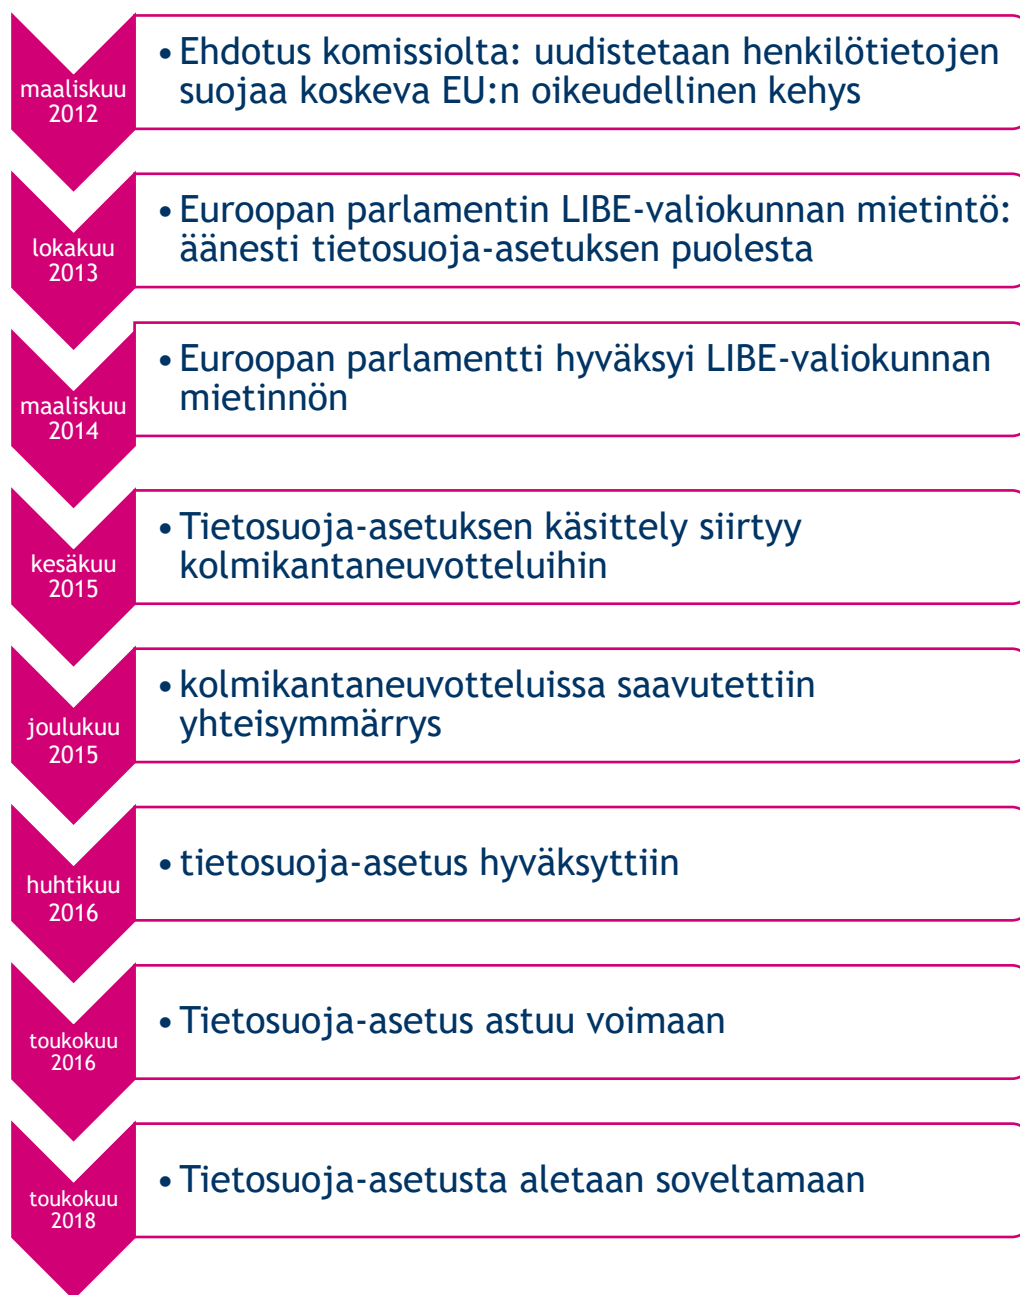 maaliskuu
2012
• Ehdotus komissiolta: uudistetaan henkilötietojen
suojaa koskeva EU:n oikeudellinen kehys
lokakuu
2013
• Euroopan parlamentin LIBE-valiokunnan mietintö:
äänesti tietosuoja-asetuksen puolesta
maaliskuu
2014
• Euroopan parlamentti hyväksyi LIBE-valiokunnan
mietinnön
kesäkuu
2015
• Tietosuoja-asetuksen käsittely siirtyy
kolmikantaneuvotteluihin
joulukuu
2015
• kolmikantaneuvotteluissa saavutettiin
yhteisymmärrys
huhtikuu
2016
• tietosuoja-asetus hyväksyttiin
toukokuu
2016
• Tietosuoja-asetus astuu voimaan
toukokuu
2018
• Tietosuoja-asetusta aletaan soveltamaan